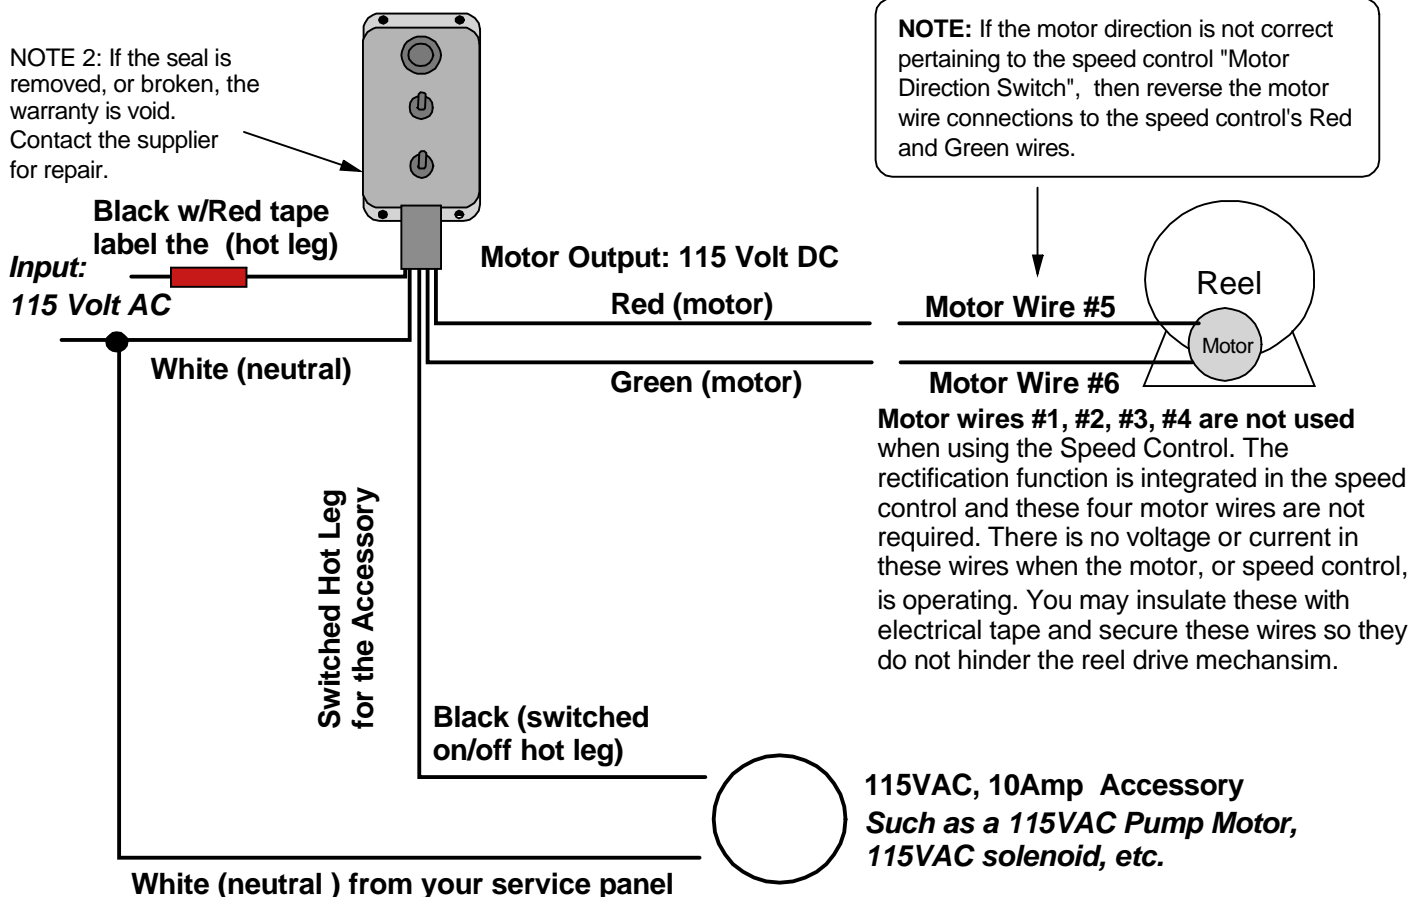 NOTE 2: If the seal is
removed, or broken, the
warranty is void.
Contact the supplier
for repair.
NOTE: If the motor direction is not correct
pertaining to the speed control "Motor
Direction Switch", then reverse the motor
wire connections to the speed control's Red
and Green wires.
Black w/Red tape
label the (hot leg)
Input:
115 Volt AC
White (neutral)
Motor Output: 115 Volt DC
Red (motor)
Green (motor)
Motor Wire #5
Motor Wire #6
Reel
Motor
Motor wires #1, #2, #3, #4 are not used
when using the Speed Control. The
rectification function is integrated in the speed
control and these four motor wires are not
required. There is no voltage or current in
these wires when the motor, or speed control,
is operating. You may insulate these with
electrical tape and secure these wires so they
do not hinder the reel drive mechansim.
Switched Hot Leg
for the Accessory
Black (switched
on/off hot leg)
115VAC, 10Amp Accessory
Such as a 115VAC Pump Motor,
115VAC solenoid, etc.
White (neutral ) from your service panel